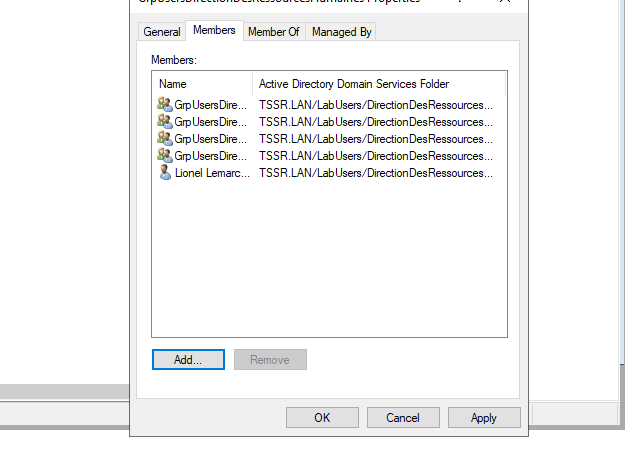 GrpUsersDirectionDesRessourcesHumaines Properties
General Members Member Of Managed By
Members:
Name Active Directory Domain Services Folder
GrpUsersDire... TSSR.LAN/LabUsers/DirectionDesRessources...
GrpUsersDire... TSSR.LAN/LabUsers/DirectionDesRessources...
GrpUsersDire... TSSR.LAN/LabUsers/DirectionDesRessources...
GrpUsersDire... TSSR.LAN/LabUsers/DirectionDesRessources...
Lionel Lemarc... TSSR.LAN/LabUsers/DirectionDesRessources...
Add... Remove
OK Cancel Apply